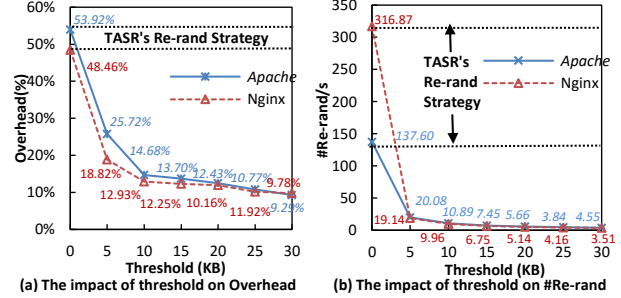 60%
50%
40%
30%
20%
10%
0%
Overhead(%)
53.92%
TASR's Re-rand Strategy
48.46%
Apache
Nginx
25.72%
18.82%
14.68%
12.93%
13.70%
12.25%
12.43%
10.16%
10.77%
11.92%
9.78%
9.29%
0 5 10 15 20 25 30
Threshold (KB)
(a) The impact of threshold on Overhead
350
300
250
200
150
100
50
0
#Re-rand/s
316.87
TASR's
Re-rand
Strategy
Apache
Nginx
137.60
20.08
19.14
10.89
9.96
7.45
6.75
5.66
5.14
3.84
4.16
4.55
3.51
0 5 10 15 20 25 30
Threshold (KB)
(b) The impact of threshold on #Re-rand